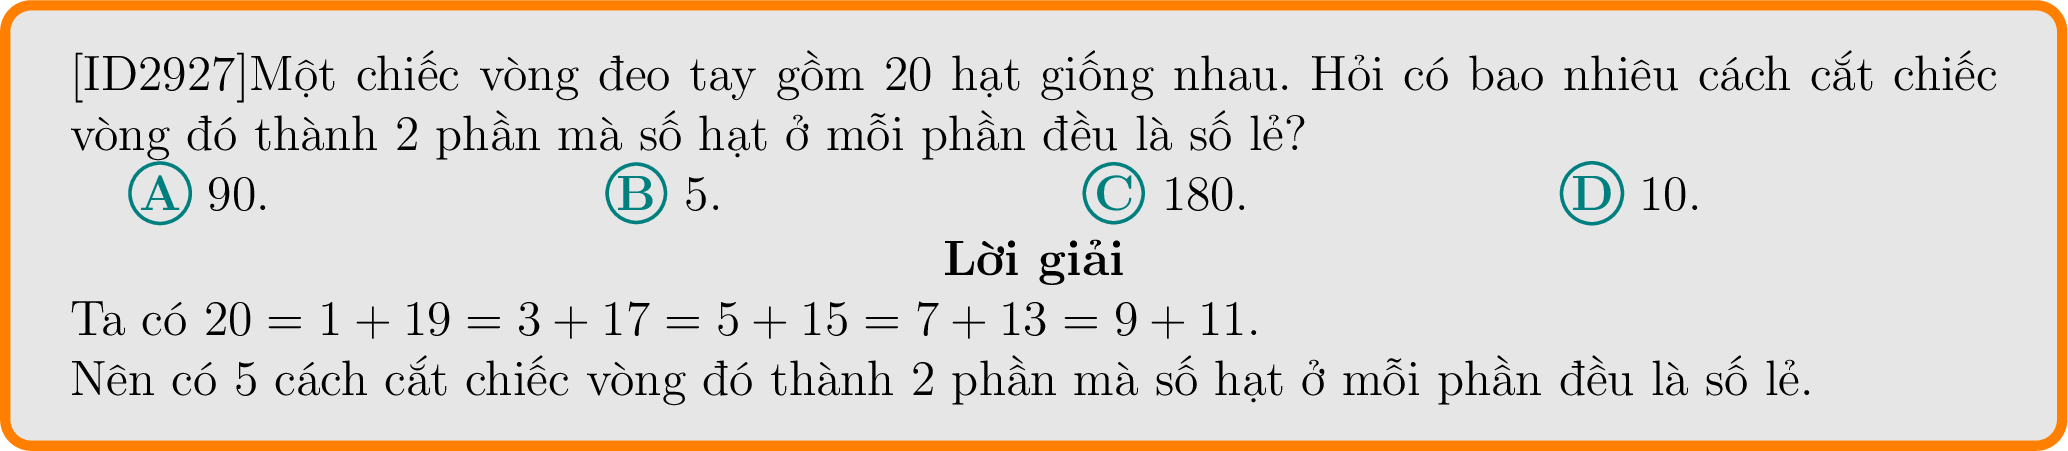 [ID2927]Một chiếc vòng đeo tay gồm 20 hạt giống nhau. Hỏi có bao nhiêu cách cắt chiếc
vòng đó thành 2 phần mà số hạt ở mỗi phần đều là số lẻ?
A 90. B 5. C 180. D 10.
Lời giải
Ta có 20 = 1 + 19 = 3 + 17 = 5 + 15 = 7 + 13 = 9 + 11.
Nên có 5 cách cắt chiếc vòng đó thành 2 phần mà số hạt ở mỗi phần đều là số lẻ.